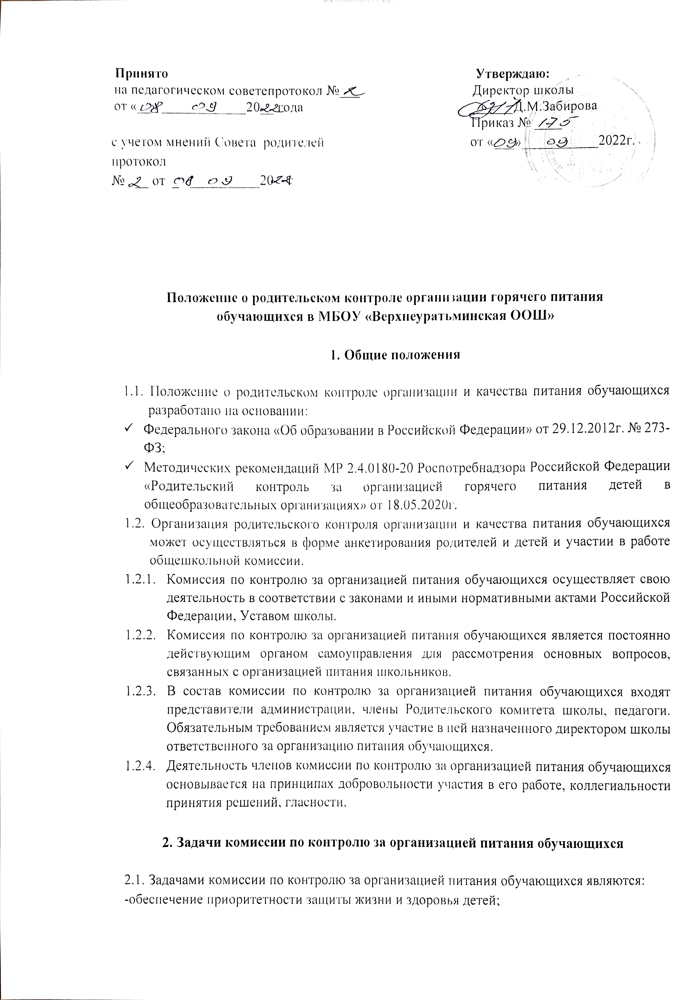 Принято
на педагогическом советепротокол № 2
от « 08 09 2022года
с учетом мнений Совета родителей
протокол
№ 2 от 08 09 2022г
Утверждаю:
Директор школы
Д.М.Забирова
Приказ № 175
от «09» 09 2022г.
Положение о родительском контроле организации горячего питания
обучающихся в МБОУ «Верхнеуратьминская ООШ»
1. Общие положения
1.1. Положение о родительском контроле организации и качества питания обучающихся
разработано на основании:
✓ Федерального закона «Об образовании в Российской Федерации» от 29.12.2012г. № 273-
ФЗ;
✓ Методических рекомендаций МР 2.4.0180-20 Роспотребнадзора Российской Федерации
«Родительский контроль за организацией горячего питания детей в
общеобразовательных организациях» от 18.05.2020г.
1.2. Организация родительского контроля организации и качества питания обучающихся
может осуществляться в форме анкетирования родителей и детей и участии в работе
общешкольной комиссии.
1.2.1. Комиссия по контролю за организацией питания обучающихся осуществляет свою
деятельность в соответствии с законами и иными нормативными актами Российской
Федерации, Уставом школы.
1.2.2. Комиссия по контролю за организацией питания обучающихся является постоянно
действующим органом самоуправления для рассмотрения основных вопросов,
связанных с организацией питания школьников.
1.2.3. В состав комиссии по контролю за организацией питания обучающихся входят
представители администрации, члены Родительского комитета школы, педагоги.
Обязательным требованием является участие в ней назначенного директором школы
ответственного за организацию питания обучающихся.
1.2.4. Деятельность членов комиссии по контролю за организацией питания обучающихся
основывается на принципах добровольности участия в его работе, коллегиальности
принятия решений, гласности.
2. Задачи комиссии по контролю за организацией питания обучающихся
2.1. Задачами комиссии по контролю за организацией питания обучающихся являются:
-обеспечение приоритетности защиты жизни и здоровья детей;